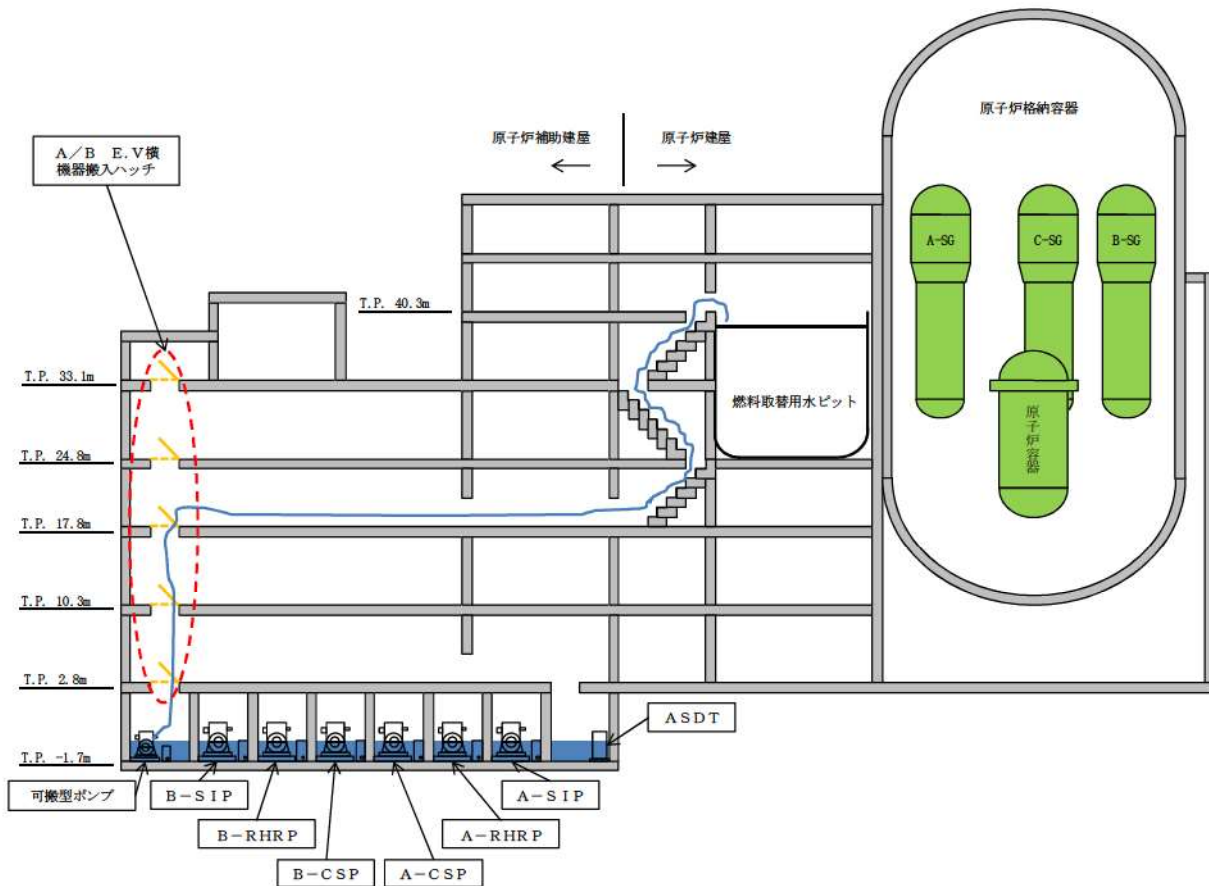 原子炉格納容器
原子炉補助建屋
原子炉建屋
A/B E.V横
機器搬入ハッチ
A-SG
C-SG
B-SG
T.P. 40.3m
T.P. 33.1m
燃料取替用水ピット
原子炉容器
T.P. 24.8m
T.P. 17.8m
T.P. 10.3m
T.P. 2.8m
ASDT
T.P. -1.7m
可搬型ポンプ
B-SIP
A-SIP
B-RHRP
A-RHRP
B-CSP
A-CSP